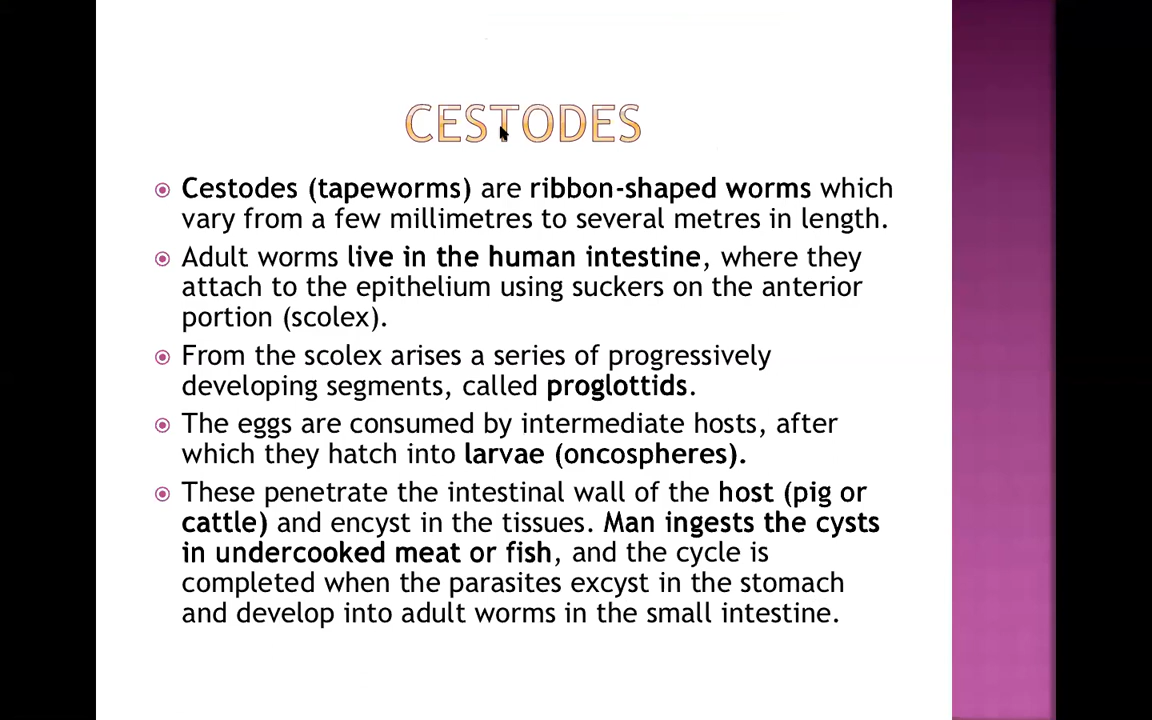 CESTODES
Cestodes (tapeworms) are ribbon-shaped worms which
vary from a few millimetres to several metres in length.
Adult worms live in the human intestine, where they
attach to the epithelium using suckers on the anterior
portion (scolex).
From the scolex arises a series of progressively
developing segments, called proglottids.
The eggs are consumed by intermediate hosts, after
which they hatch into larvae (oncospheres).
These penetrate the intestinal wall of the host (pig or
cattle) and encyst in the tissues. Man ingests the cysts
in undercooked meat or fish, and the cycle is
completed when the parasites excyst in the stomach
and develop into adult worms in the small intestine.